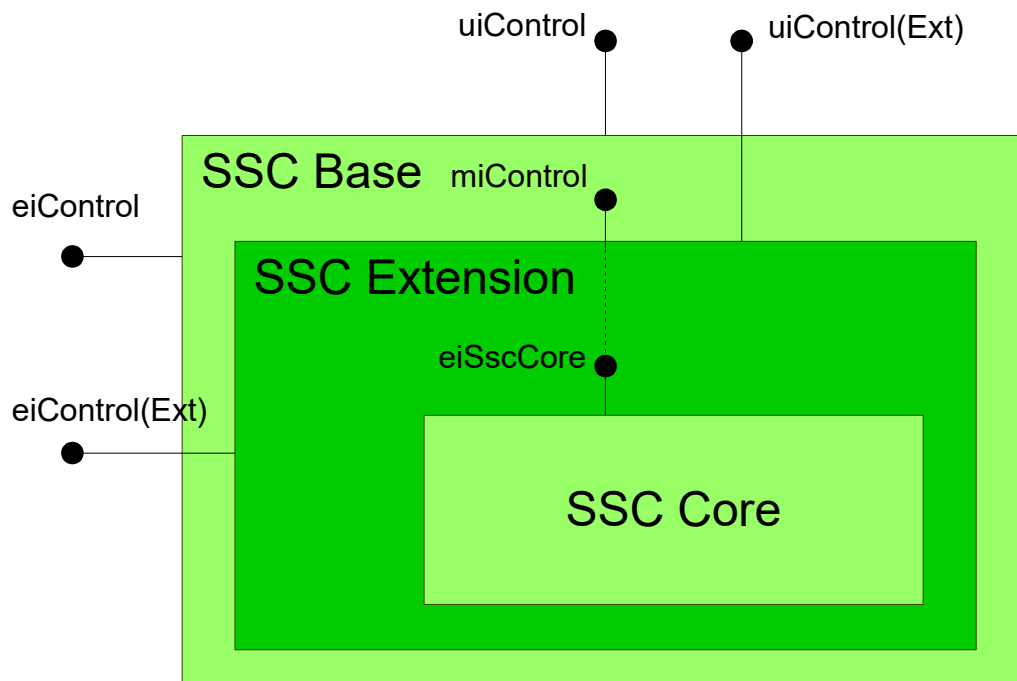 uiControl
uiControl(Ext)
SSC Base
miControl
eiControl
SSC Extension
eiSscCore
eiControl(Ext)
SSC Core